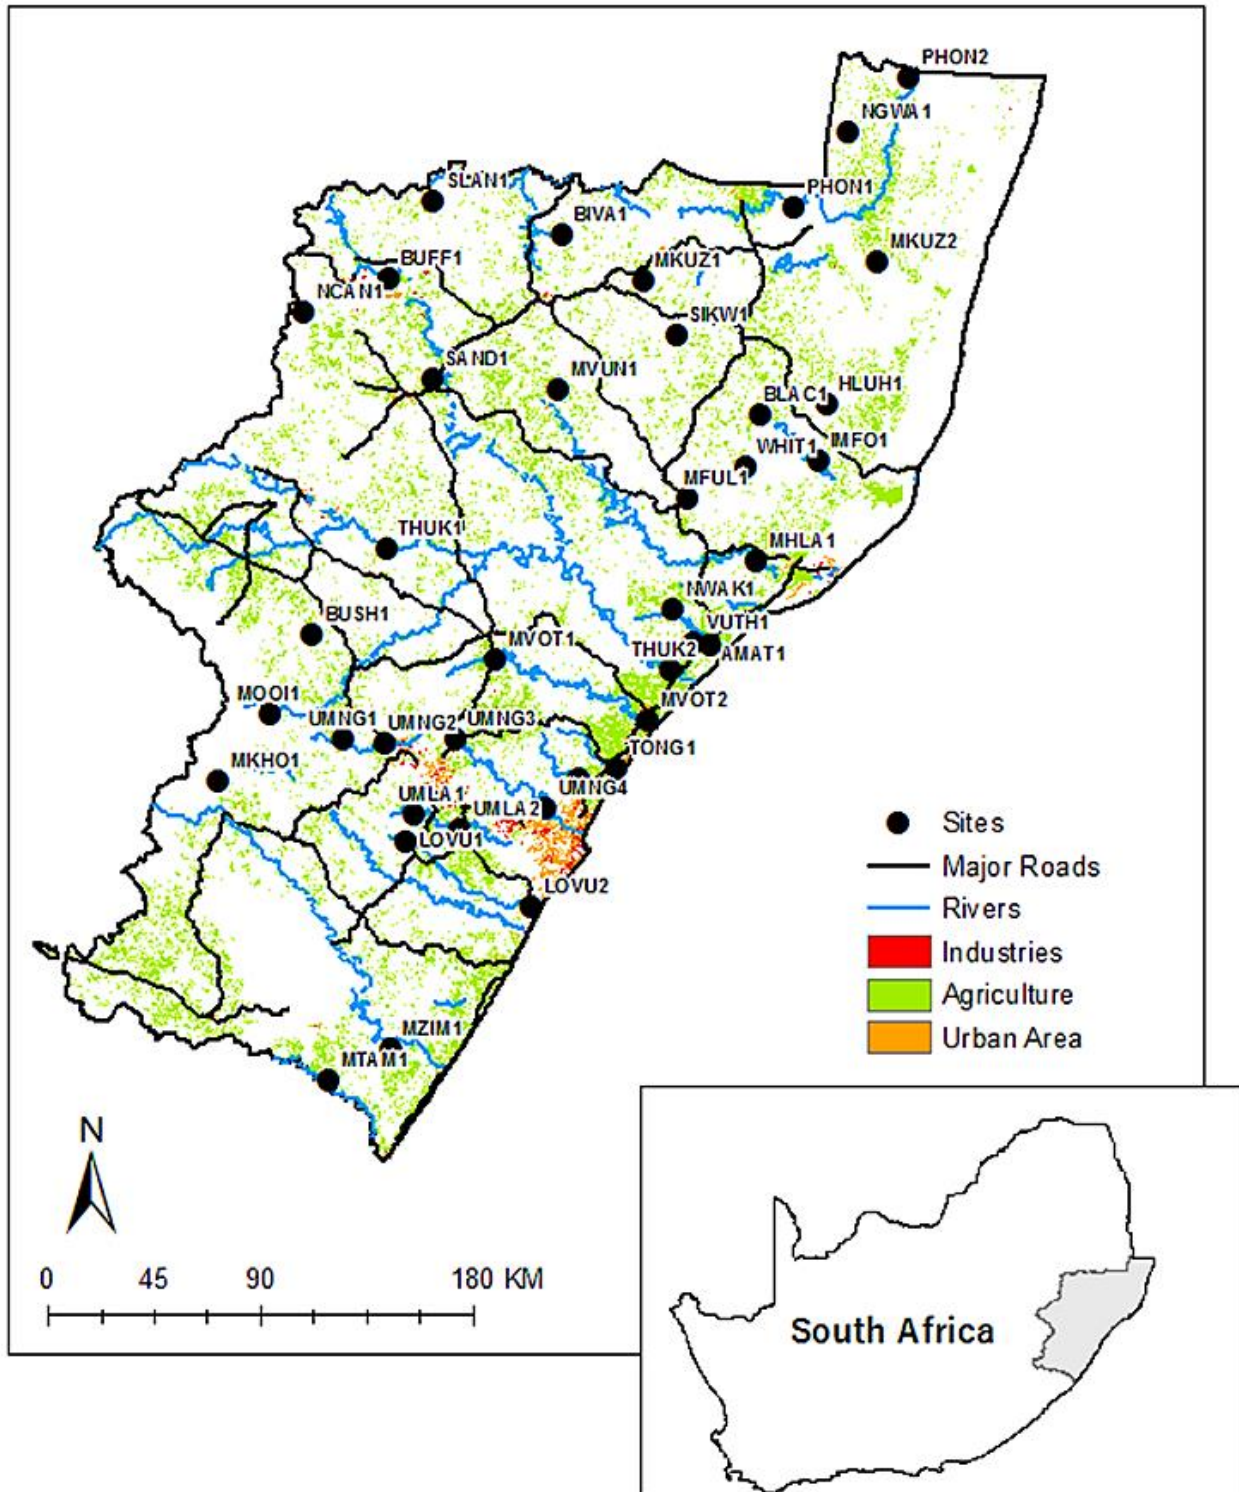 PHON2
NGWA1
SLAN1
PHON1
BIVA1
MKUZ2
BUFF1
MKUZ1
NCAN1
SIKW1
SAND1
MVUN1
HLUH1
BLAC1
IMFO1
WHIT1
MFUL1
THUK1
MHLA1
NWAK1
BUSH1
VUTH1
MVOT1
THUK2
AMAT1
MOOI1
MVOT2
UMNG1
UMNG2
UMNG3
TONG1
MKHO1
UMNG4
UMLA1
UMLA2
LOVU1
LOVU2
MZIM1
MTAM1
Sites
Major Roads
Rivers
Industries
Agriculture
Urban Area
N
0 45 90 180 KM
South Africa